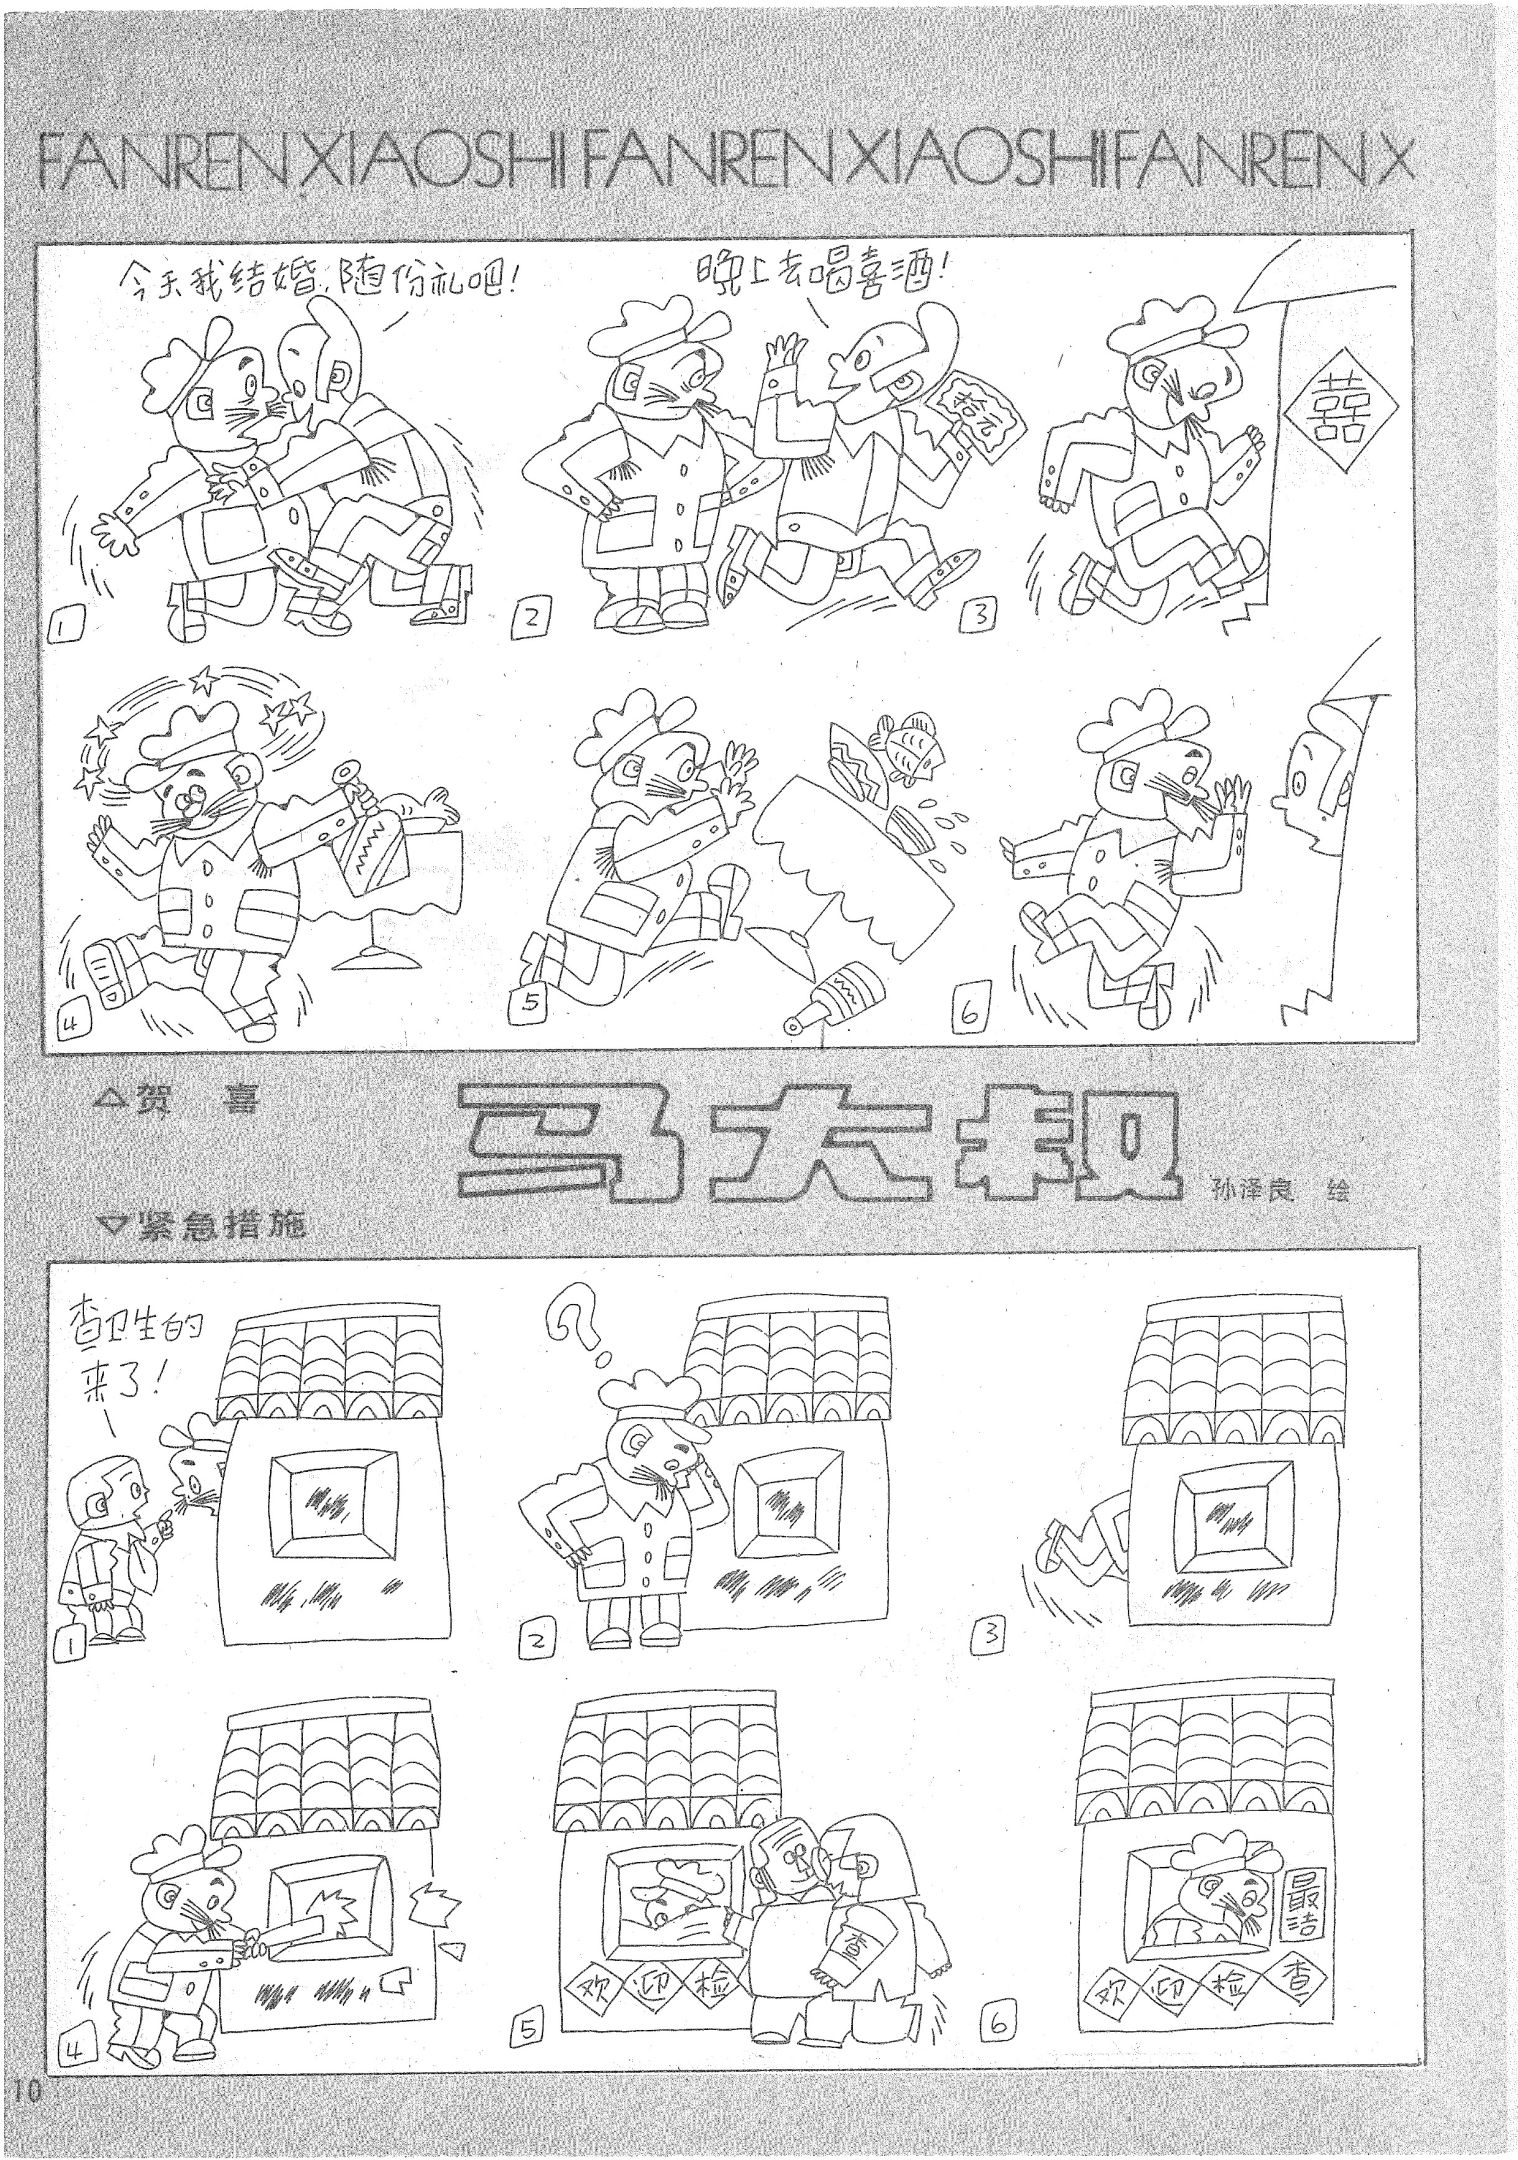 FANREN XIAOSHI FANREN XIAOSHI FANREN X
今天我结婚,随份礼吧!
晚上去喝喜酒!
拾元
囍
1
2
3
4
5
6
△贺 喜
马大叔
孙泽良 绘
▽紧急措施
查卫生的
来了!
?
1
2
3
4
查
欢迎检
5
最洁
欢迎检查
6
10